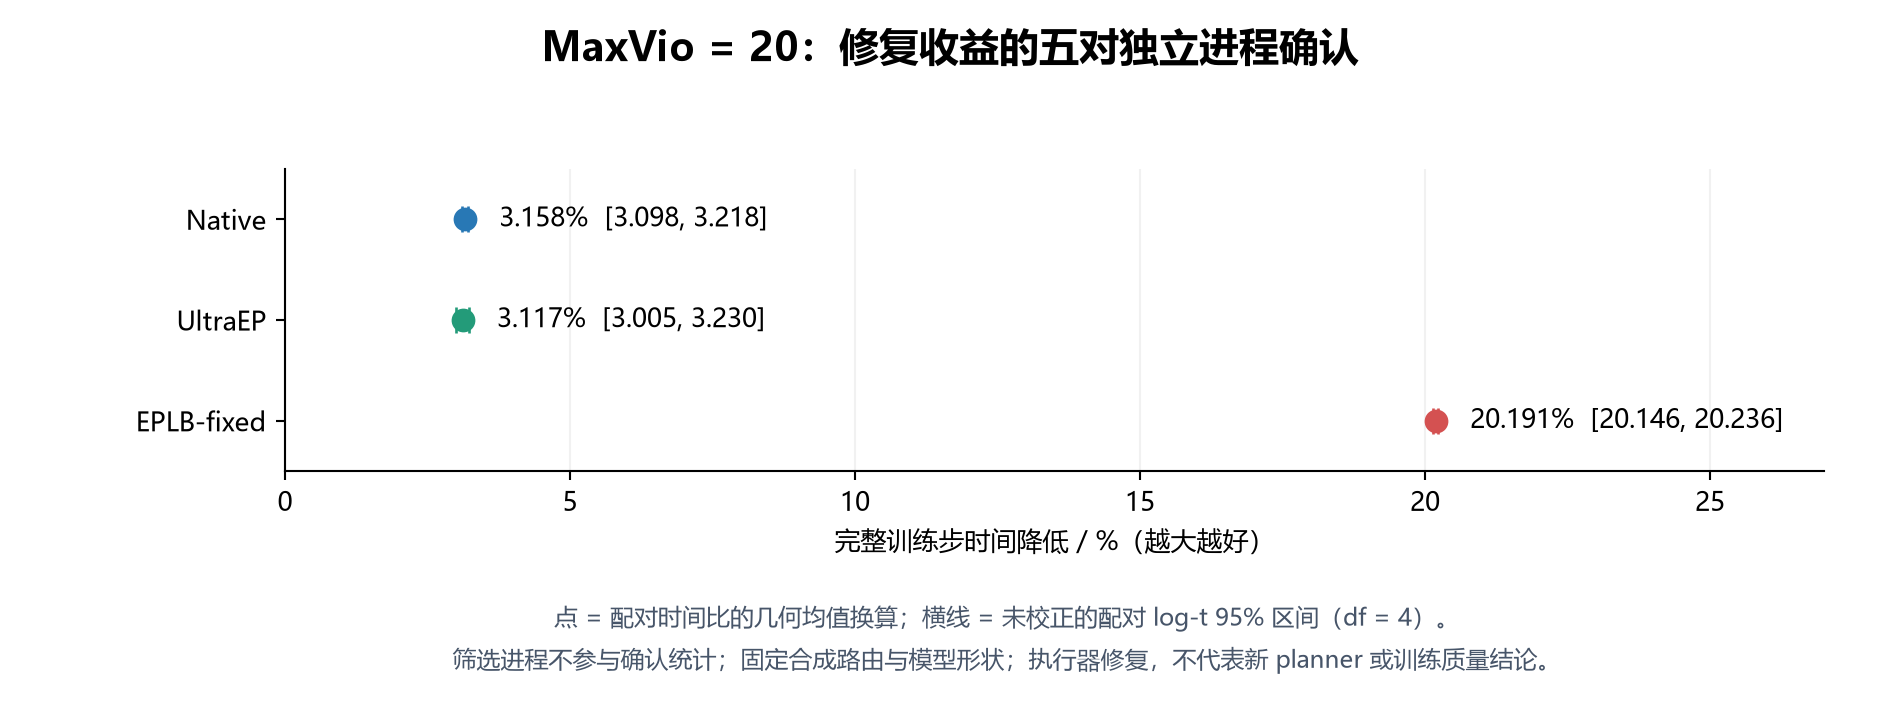 MaxVio = 20：修复收益的五对独立进程确认
Native
3.158% [3.098, 3.218]
UltraEP
3.117% [3.005, 3.230]
EPLB-fixed
20.191% [20.146, 20.236]
0 5 10 15 20 25
完整训练步时间降低 / %（越大越好）
点 = 配对时间比的几何均值换算；横线 = 未校正的配对 log-t 95% 区间（df = 4）。
筛选进程不参与确认统计；固定合成路由与模型形状；执行器修复，不代表新 planner 或训练质量结论。